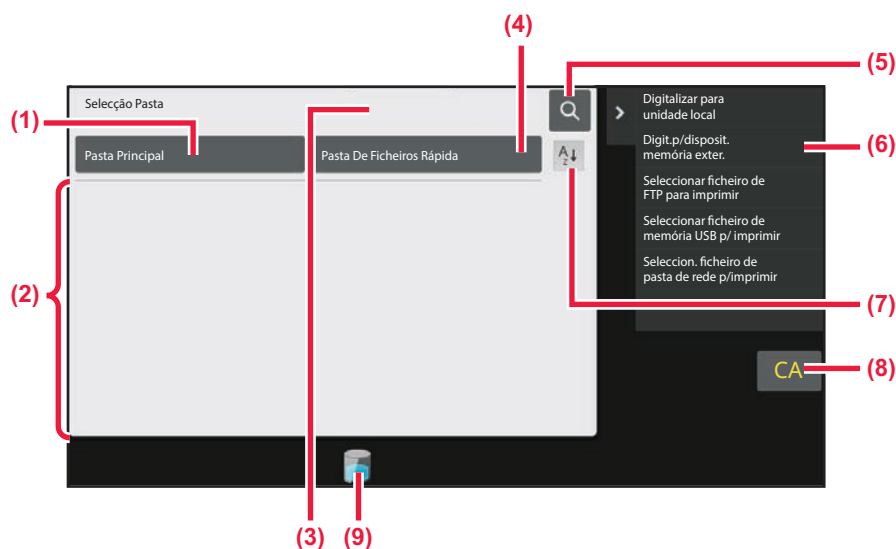 (4)
(5)
Selecção Pasta
Digitalizar para
unidade local
(1)
Pasta Principal
Pasta De Ficheiros Rápida
A
Z
Digit.p/disposit.
memória exter.
(6)
Seleccionar ficheiro de
FTP para imprimir
Seleccionar ficheiro de
memória USB p/ imprimir
Seleccion. ficheiro de
pasta de rede p/imprimir
(2)
(7)
CA
(8)
(3)
(9)